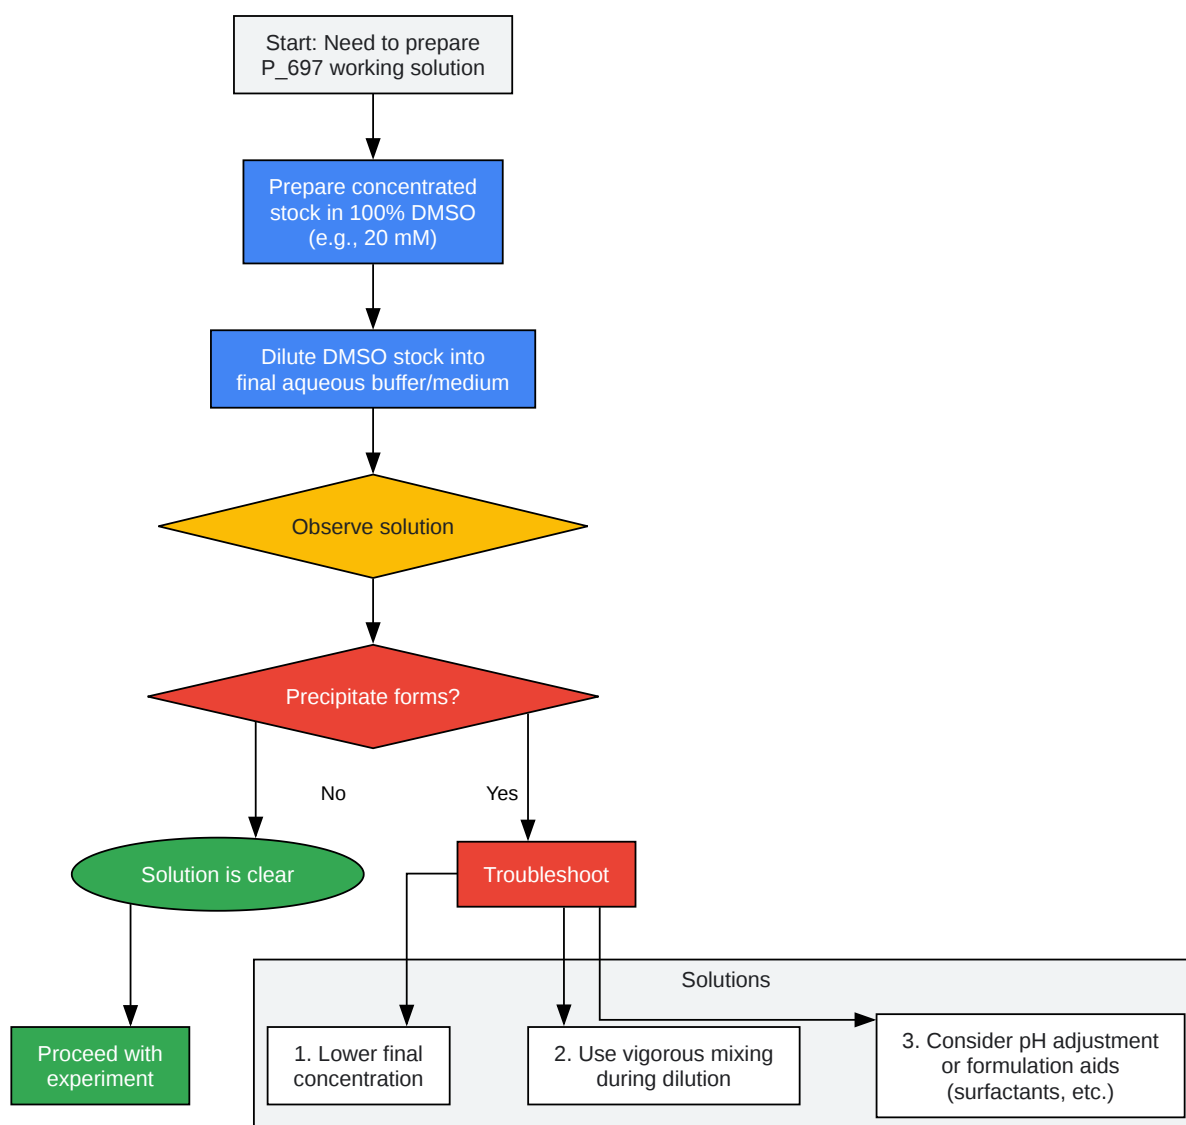 Start: Need to prepare
P_697 working solution
Prepare concentrated
stock in 100% DMSO
(e.g., 20 mM)
Dilute DMSO stock into
final aqueous buffer/medium
Observe solution
Precipitate forms?
No
Yes
Solution is clear
Troubleshoot
Solutions
Proceed with
experiment
1. Lower final
concentration
2. Use vigorous mixing
during dilution
3. Consider pH adjustment
or formulation aids
(surfactants, etc.)